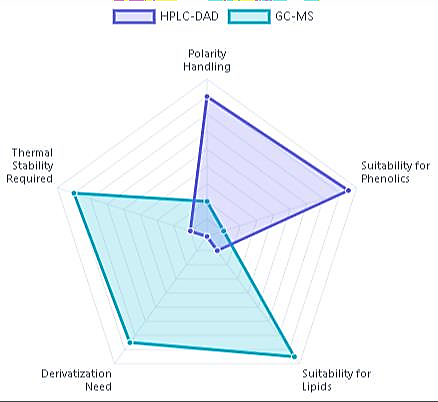 HPLC-DAD GC-MS
Polarity
Handling
Thermal
Stability
Required
Suitability for
Phenolics
Derivatization
Need
Suitability for
Lipids